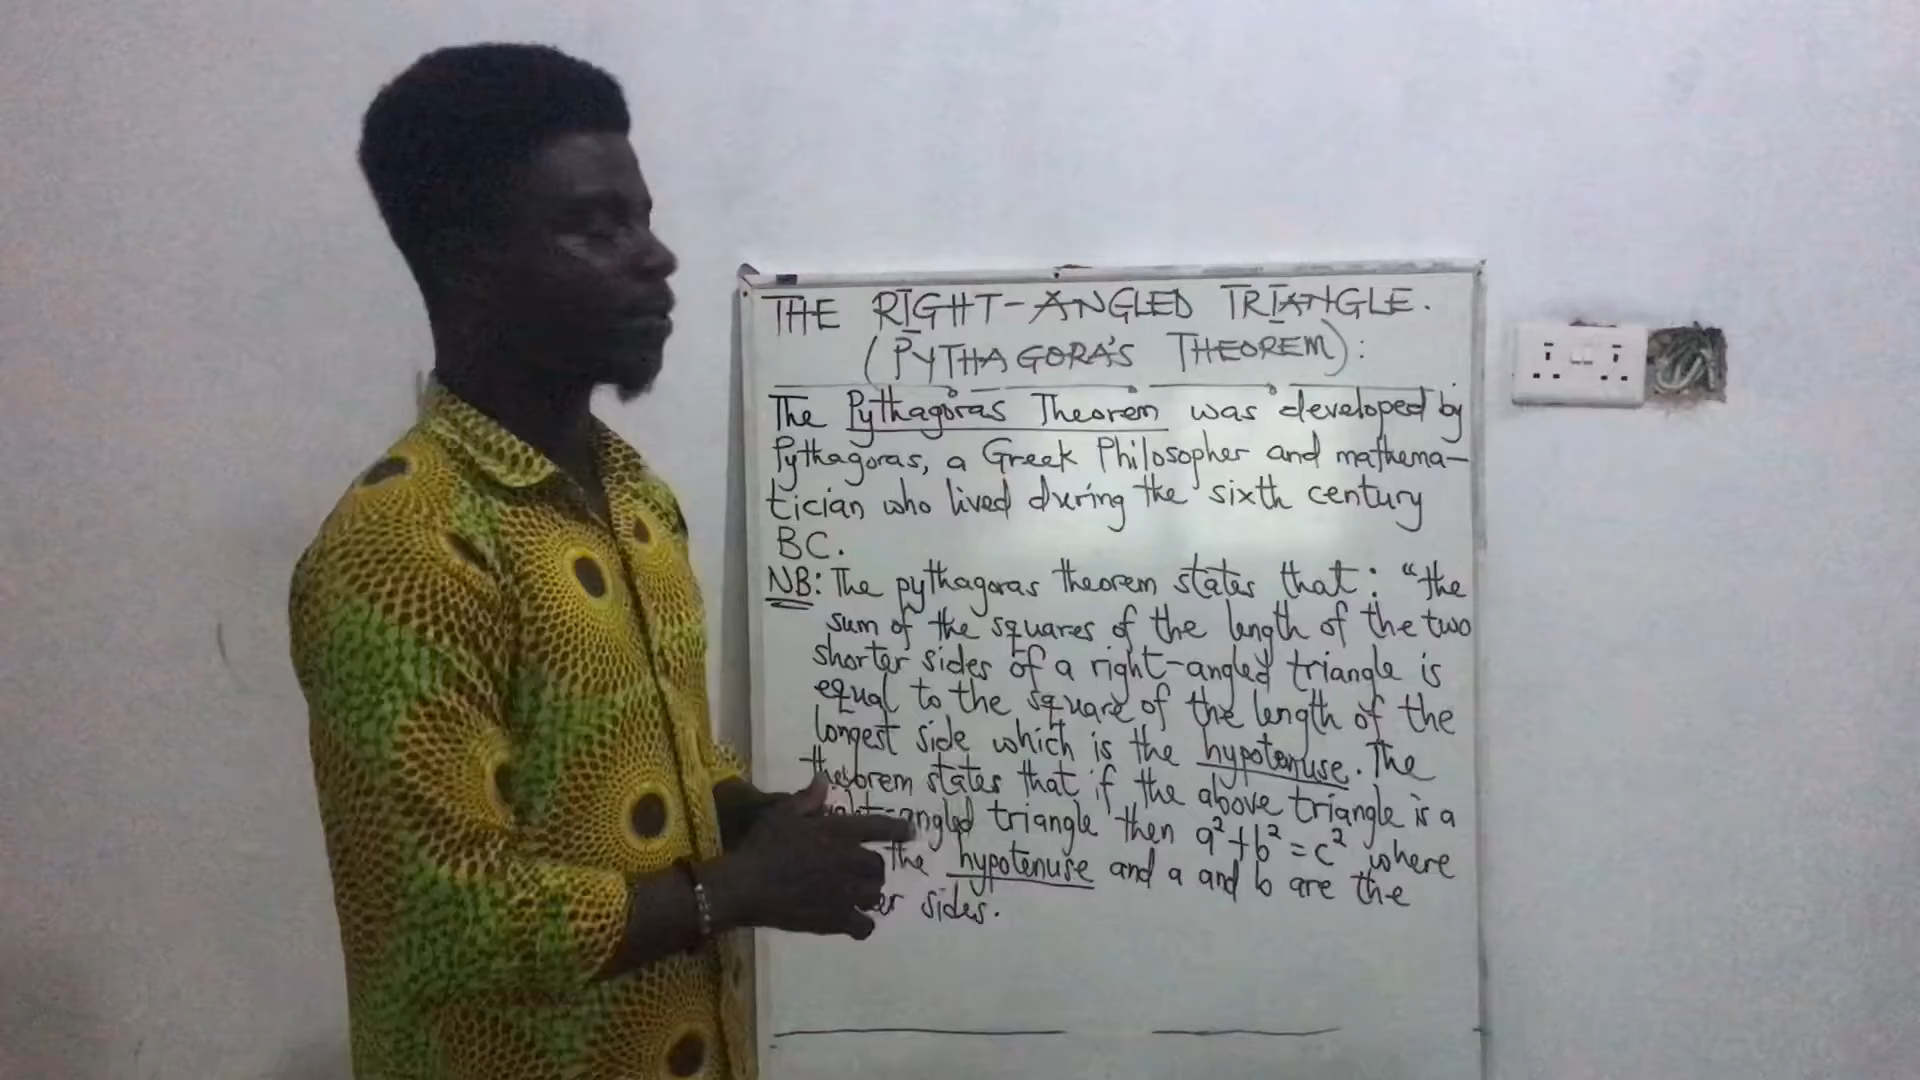 THE RIGHT-ANGLED TRIANGLE.
(PYTHAGORA'S THEOREM):
The Pythagoras Theorem was developed by
Pythagoras, a Greek Philosopher and mathema-
tician who lived during the sixth century
BC.
NB: The pythagoras theorem states that: "the
sum of the squares of the length of the two
shorter sides of a right-angled triangle is
equal to the square of the length of the
longest side which is the hypotenuse. The
theorem states that if the above triangle is a
angled triangle then a²+b²=c² where
the hypotenuse and a and b are the
sides.